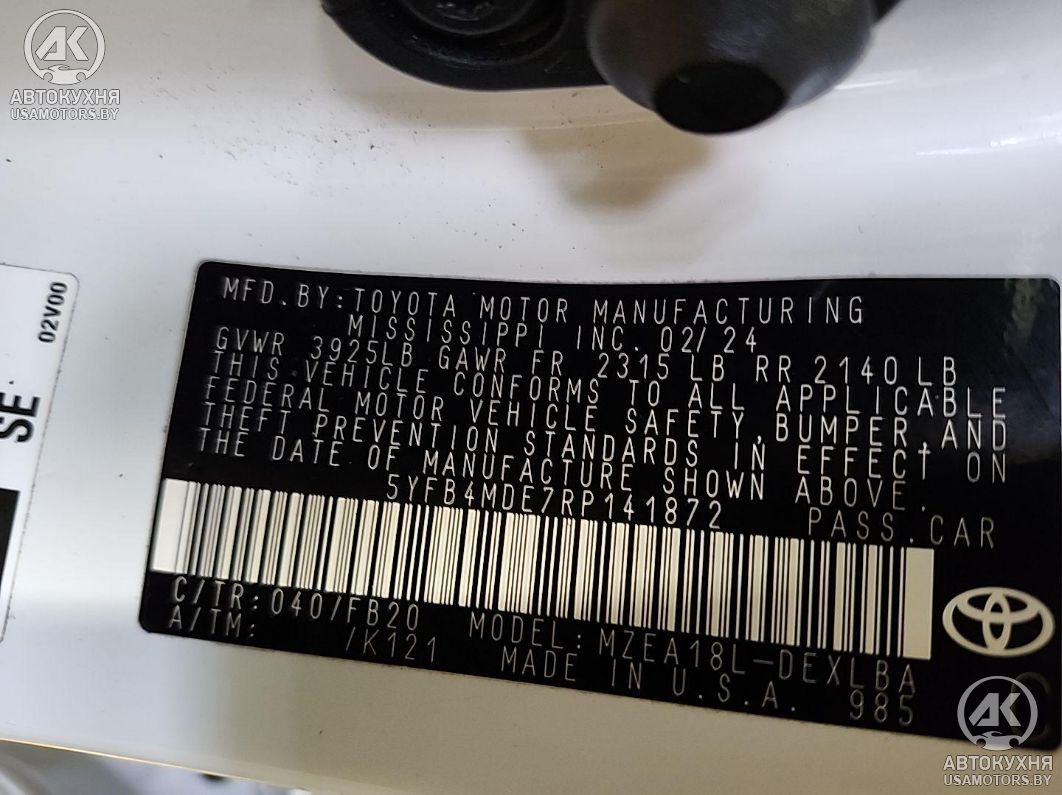 AK
АВТОКУХНЯ
USAMOTORS.BY
02V00
SE
MFD.BY:TOYOTA MOTOR MANUFACTURING
MISSISSIPPI INC. 02/24
GVWR 3925LB GAWR FR 2315 LB RR 2140 LB
THIS VEHICLE CONFORMS TO ALL APPLICABLE
FEDERAL MOTOR VEHICLE SAFETY,BUMPER,AND
THEFT PREVENTION STANDARDS IN EFFECT ON
THE DATE OF MANUFACTURE SHOWN ABOVE.
5YFB4MDE7RP141872 PASS.CAR
C/TR:040/FB20 MODEL:MZEA18L-DEXLBA
A/TM: /K121 MADE IN U.S.A. 985
AK
АВТОКУХНЯ
USAMOTORS.BY